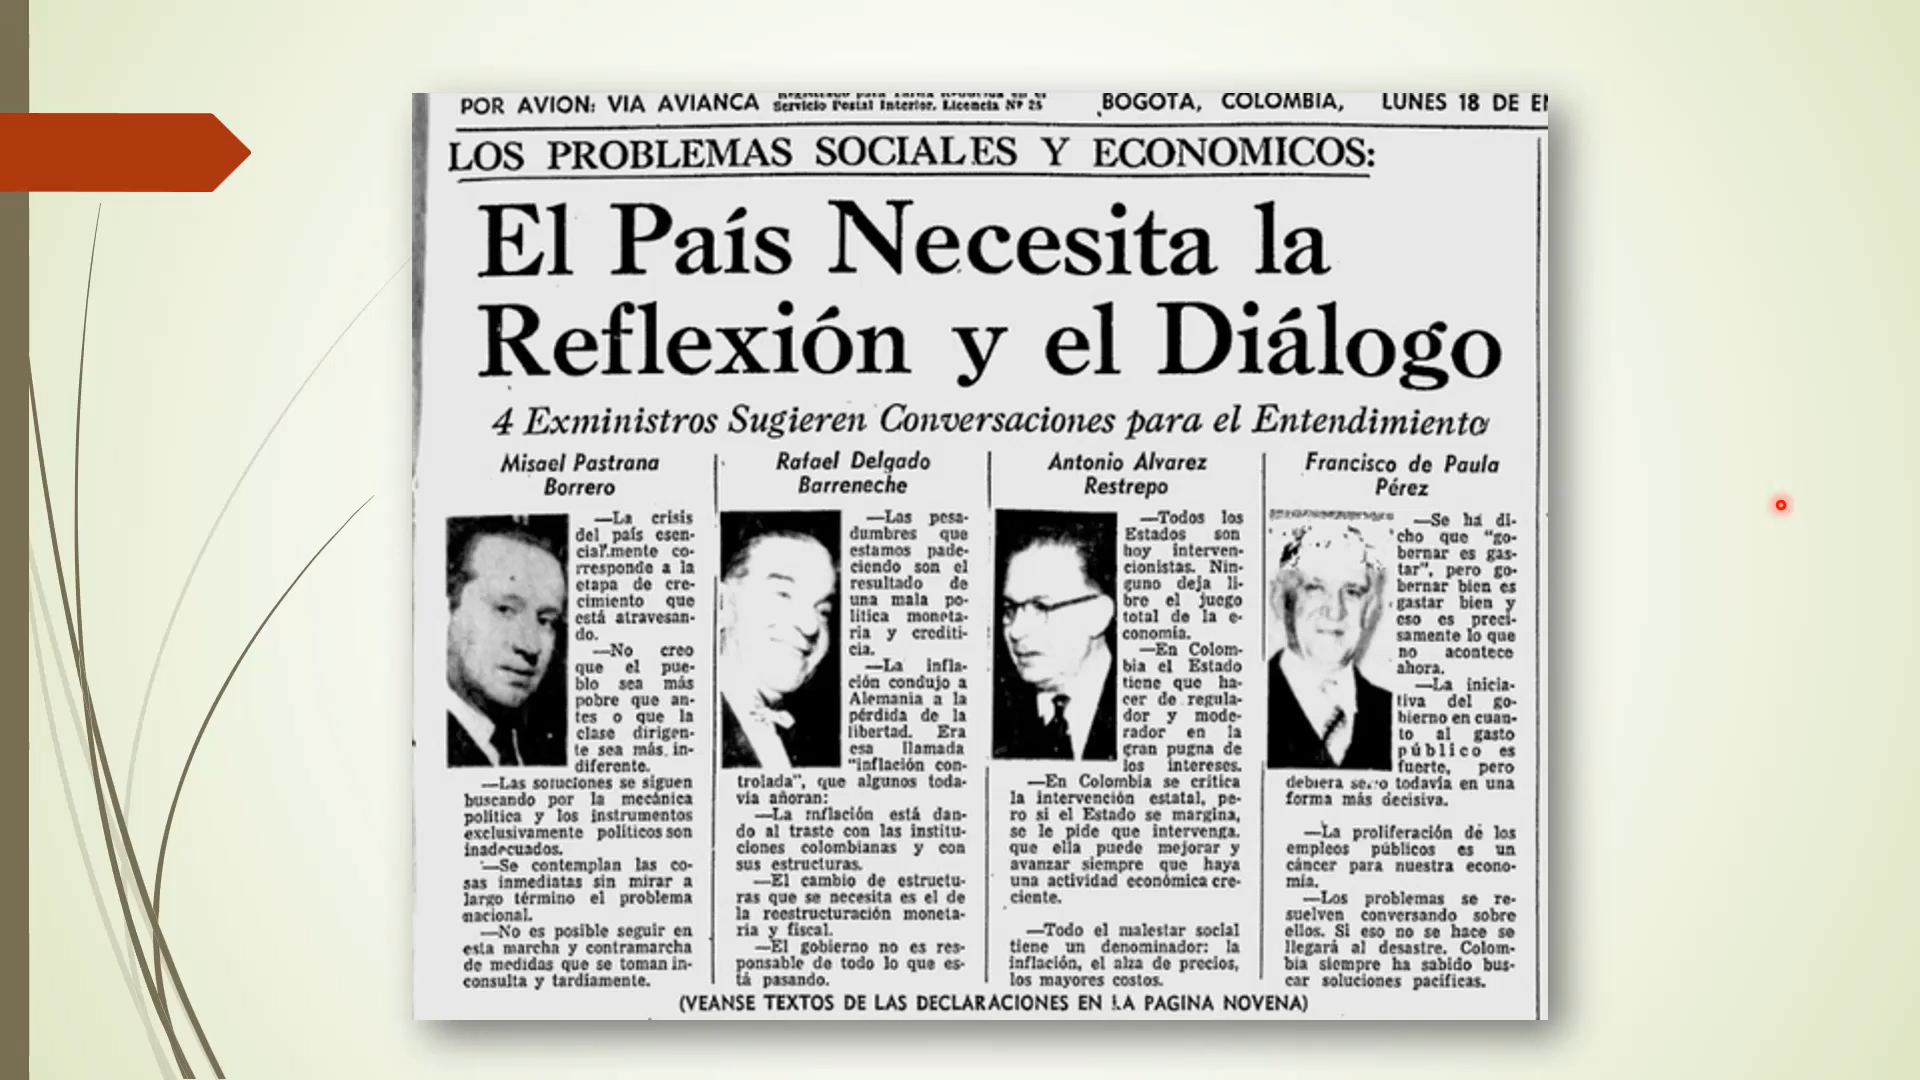 POR AVION: VIA AVIANCA
Servicio Postal Interior. Licencia Nº 25
BOGOTA, COLOMBIA, LUNES 18 DE EN
LOS PROBLEMAS SOCIALES Y ECONOMICOS:
El País Necesita la
Reflexión y el Diálogo
4 Exministros Sugieren Conversaciones para el Entendimiento
Misael Pastrana
Borrero
—La crisis
del país esen-
cial mente co-
rresponde a la
etapa de cre-
cimiento que
está atravesan-
do.
—No creo
que el pue-
blo sea más
pobre que an-
tes o que la
clase dirigen-
te sea más in-
diferente.
—Las soluciones se siguen
buscando por la mecánica
política y los instrumentos
exclusivamente políticos son
inadecuados.
—Se contemplan las co-
sas inmediatas sin mirar a
largo término el problema
nacional.
—No es posible seguir en
esta marcha y contramarcha
de medidas que se toman in-
consulta y tardíamente.
Rafael Delgado
Barreneche
—Las pesa-
dumbres que
estamos pade-
ciendo son el
resultado de
una mala po-
lítica moneta-
ria y crediti-
cia.
—La infla-
ción condujo a
Alemania a la
pérdida de la
libertad. Era
esa llamada
"inflación con-
trolada", que algunos toda-
vía añoran:
—La inflación está dan-
do al traste con las institu-
ciones colombianas y con
sus estructuras.
—El cambio de estructu-
ras que se necesita es el de
la reestructuración moneta-
ria y fiscal.
—El gobierno no es res-
ponsable de todo lo que es-
tá pasando.
Antonio Alvarez
Restrepo
—Todos los
Estados son
hoy interven-
cionistas. Nin-
guno deja li-
bre el juego
total de la e-
conomía.
—En Colom-
bia el Estado
tiene que ha-
cer de regula-
dor y mode-
rador en la
gran pugna de
los intereses.
—En Colombia se critica
la intervención estatal, pe-
ro si el Estado se margina,
se le pide que intervenga.
que ella puede mejorar y
avanzar siempre que haya
una actividad económica cre-
ciente.
—Todo el malestar social
tiene un denominador: la
inflación, el alza de precios,
los mayores costos.
Francisco de Paula
Pérez
—Se ha di-
cho que "go-
bernar es gas-
tar", pero go-
bernar bien es
gastar bien y
eso es preci-
samente lo que
no acontece
ahora.
—La inicia-
tiva del go-
bierno en cuan-
to al gasto
público es
fuerte, pero
debiera serlo todavía en una
forma más decisiva.
—La proliferación de los
empleos públicos es un
cáncer para nuestra econo-
mía.
—Los problemas se re-
suelven conversando sobre
ellos. Si eso no se hace se
llegará al desastre. Colom-
bia siempre ha sabido bus-
car soluciones pacíficas.
(VEANSE TEXTOS DE LAS DECLARACIONES EN LA PAGINA NOVENA)